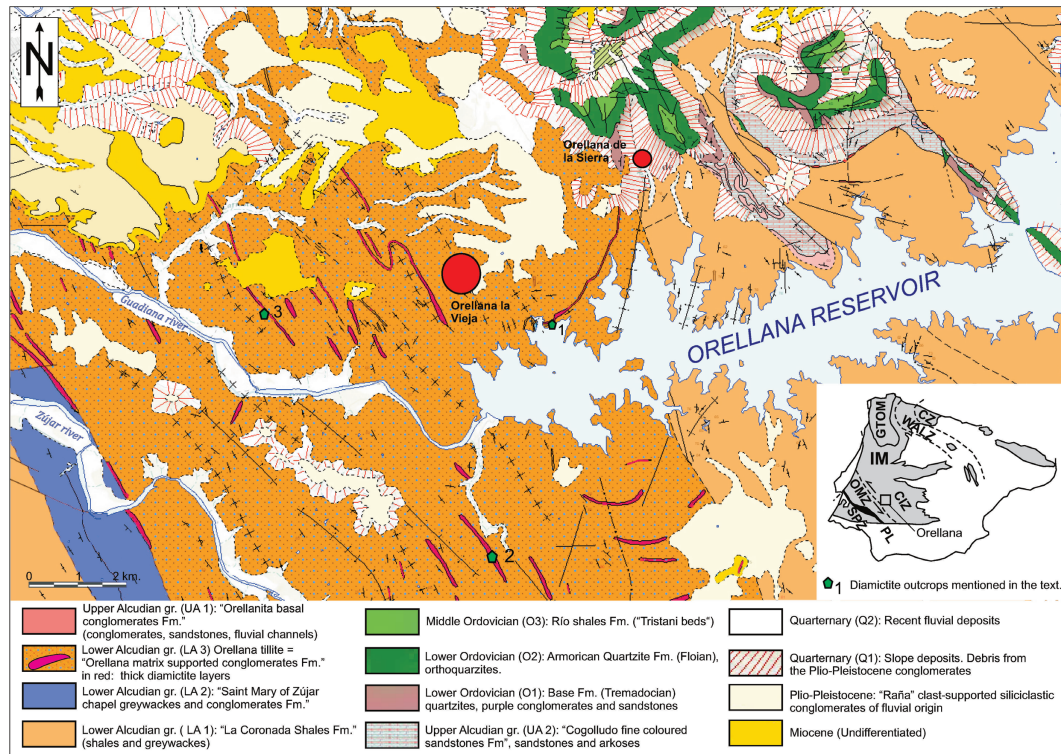 N
Orellana de
la Sierra
Orellana la
Vieja
Guadiana river
Zújar river
3
1
2
ORELLANA RESERVOIR
0 1 2 km.
GTOM
CZ
WALZ
IM
OMZ
CIZ
SPZ
PL
Orellana
1 Diamictite outcrops mentioned in the text.
Upper Alcudian gr. (UA 1): "Orellanita basal
conglomerates Fm."
(conglomerates, sandstones, fluvial channels)
Lower Alcudian gr. (LA 3) Orellana tillite =
"Orellana matrix supported conglomerates Fm."
in red: thick diamictite layers
Lower Alcudian gr. (LA 2): "Saint Mary of Zújar
chapel greywackes and conglomerates Fm."
Lower Alcudian gr. ( LA 1): "La Coronada Shales Fm."
(shales and greywackes)
Middle Ordovician (O3): Río shales Fm. ("Tristani beds")
Lower Ordovician (O2): Armorican Quartzite Fm. (Floian),
orthoquarzites.
Lower Ordovician (O1): Base Fm. (Tremadocian)
quartzites, purple conglomerates and sandstones
Upper Alcudian gr. (UA 2): "Cogolludo fine coloured
sandstones Fm", sandstones and arkoses
Quaternary (Q2): Recent fluvial deposits
Quaternary (Q1): Slope deposits. Debris from
the Plio-Pleistocene conglomerates
Plio-Pleistocene: "Raña" clast-supported siliciclastic
conglomerates of fluvial origin
Miocene (Undifferentiated)